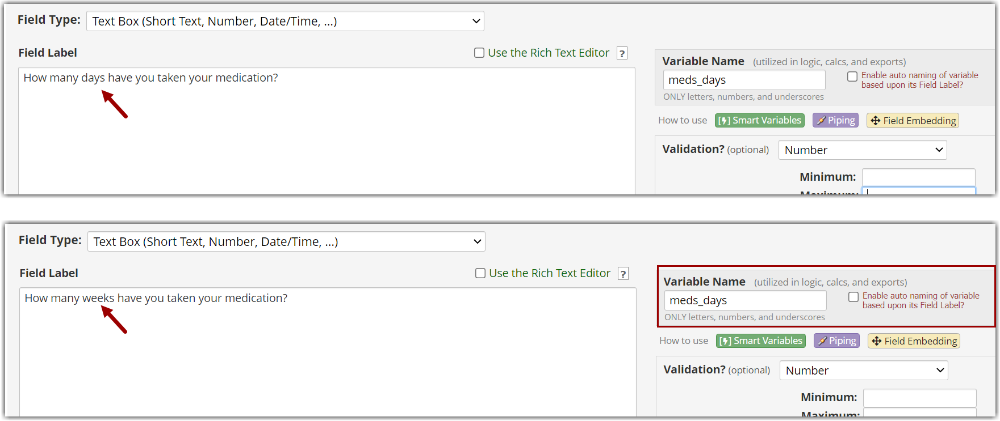 Field Type: Text Box (Short Text, Number, Date/Time, ...)
Field Label Use the Rich Text Editor ?
How many days have you taken your medication?
Variable Name (utilized in logic, calcs, and exports)
meds_days
Enable auto naming of variable
based upon its Field Label?
ONLY letters, numbers, and underscores
How to use [⚡] Smart Variables Piping Field Embedding
Validation? (optional) Number
Minimum:
Maximum:
Field Type: Text Box (Short Text, Number, Date/Time, ...)
Field Label Use the Rich Text Editor ?
How many weeks have you taken your medication?
Variable Name (utilized in logic, calcs, and exports)
meds_days
Enable auto naming of variable
based upon its Field Label?
ONLY letters, numbers, and underscores
How to use [⚡] Smart Variables Piping Field Embedding
Validation? (optional) Number
Minimum:
Maximum: